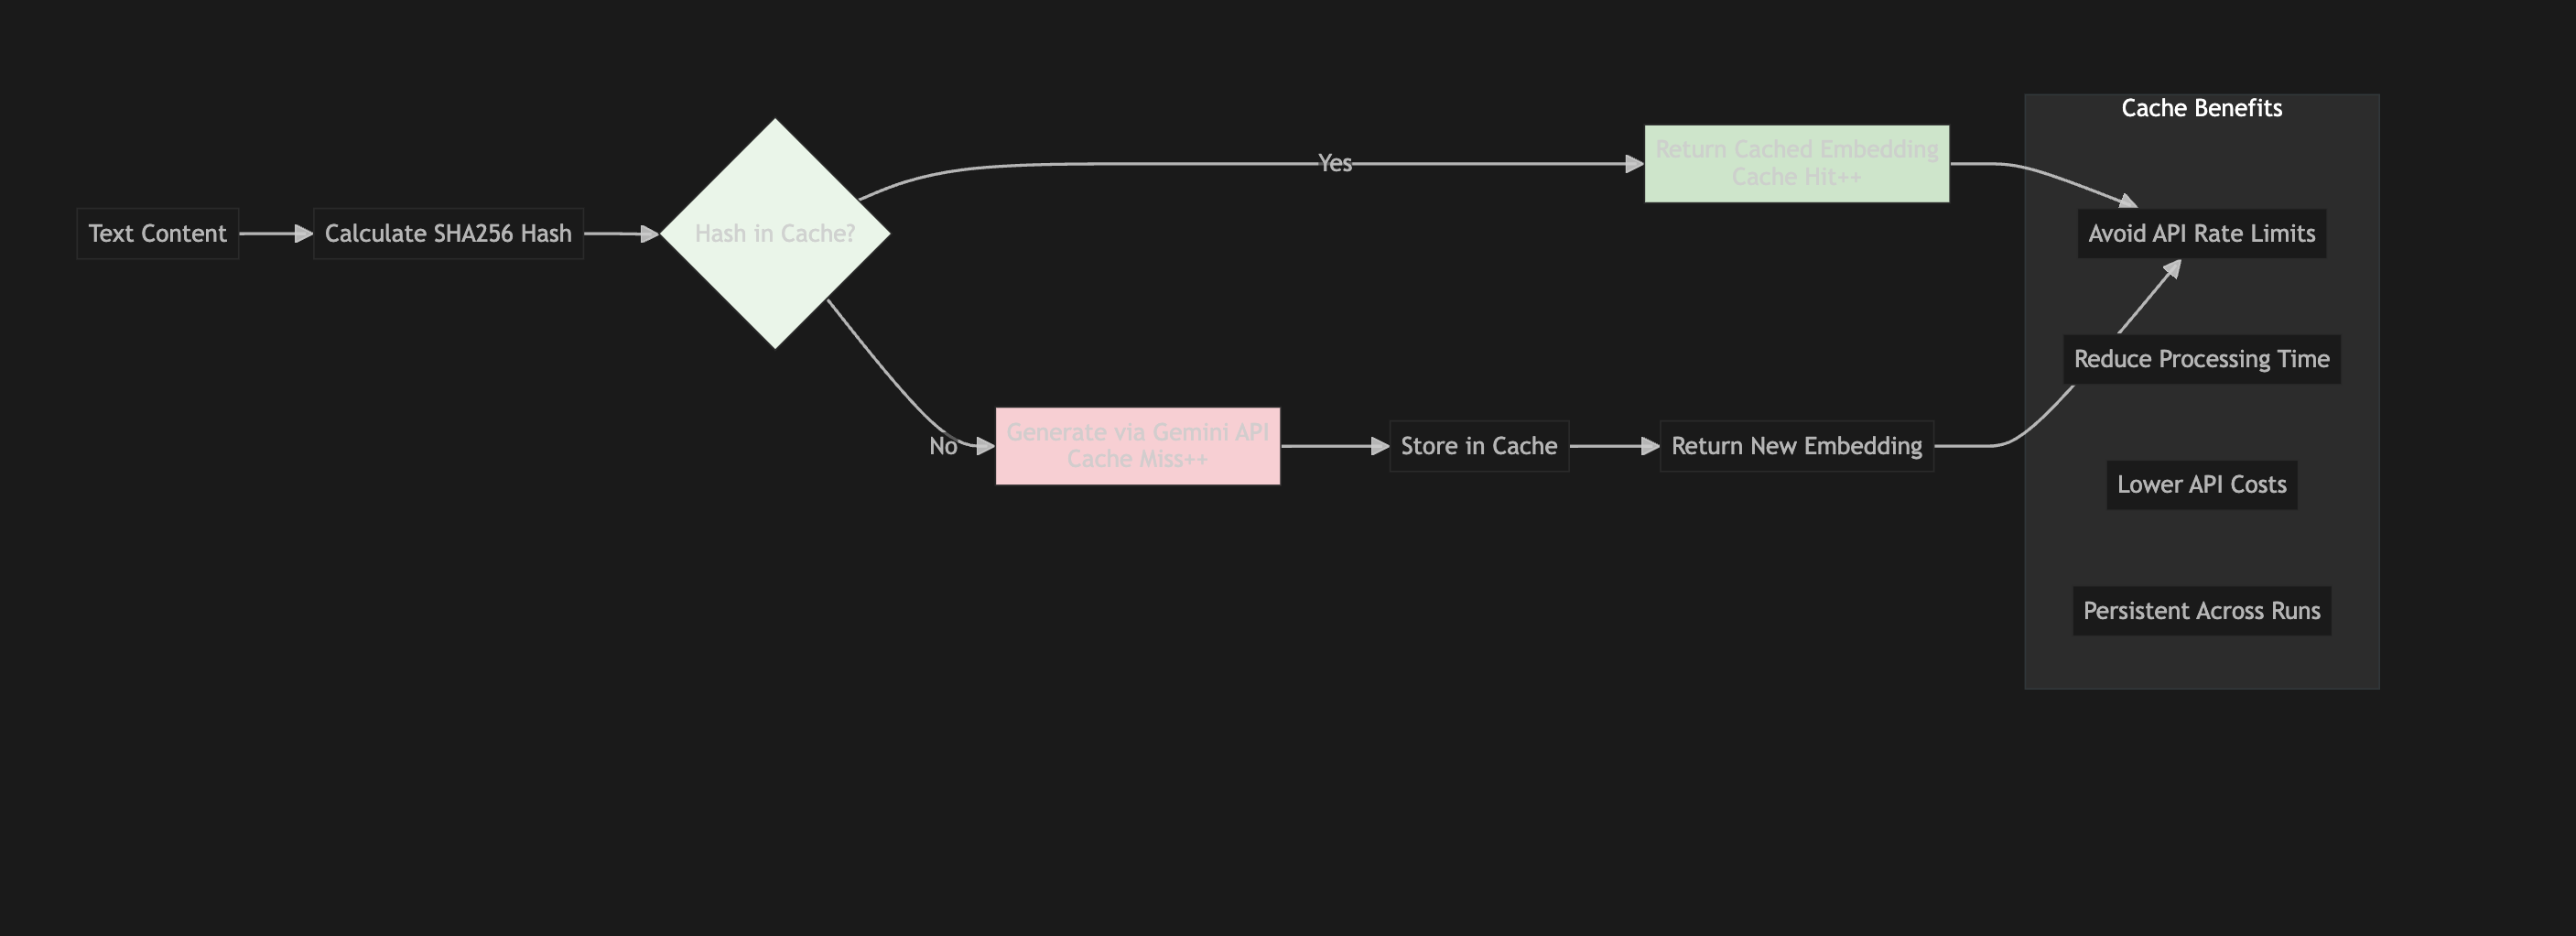 Text Content
Calculate SHA256 Hash
Hash in Cache?
Yes
Return Cached Embedding
Cache Hit++
No
Generate via Gemini API
Cache Miss++
Store in Cache
Return New Embedding
Cache Benefits
Avoid API Rate Limits
Reduce Processing Time
Lower API Costs
Persistent Across Runs